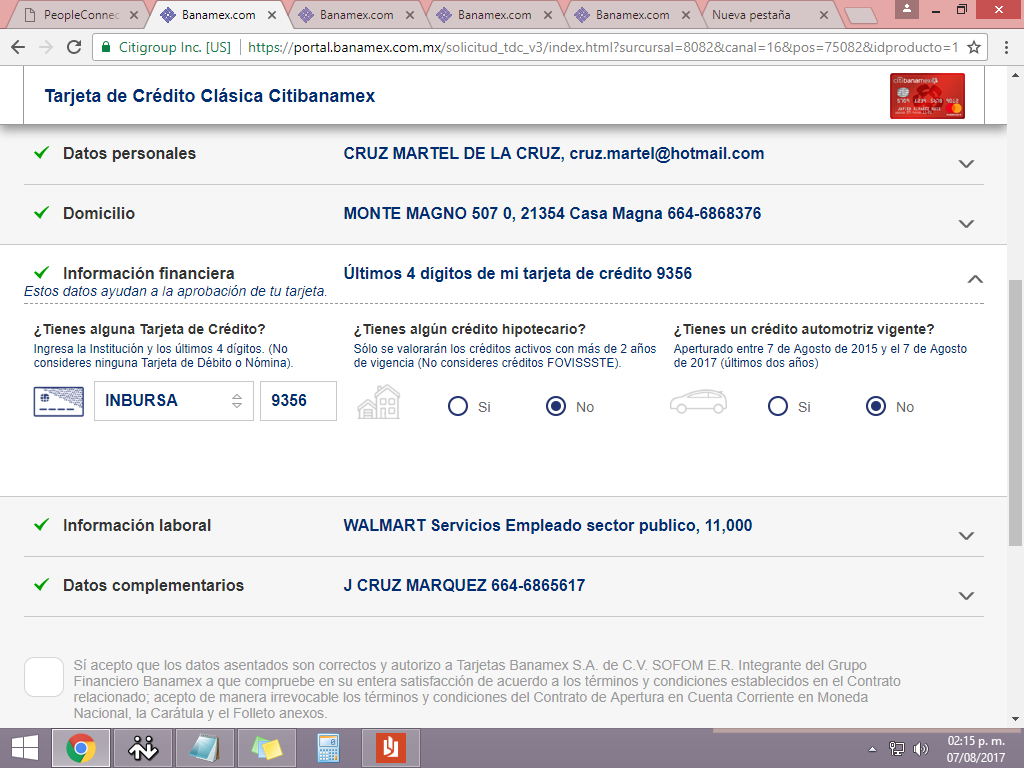 PeopleConnec
Banamex.com
Banamex.com
Banamex.com
Banamex.com
Nueva pestaña
Citigroup Inc. [US]
https://portal.banamex.com.mx/solicitud_tdc_v3/index.html?sursursal=8082&canal=16&pos=75082&idproducto=1
Tarjeta de Crédito Clásica Citibanamex
citibanamex
Datos personales
CRUZ MARTEL DE LA CRUZ, cruz.martel@hotmail.com
Domicilio
MONTE MAGNO 507 0, 21354 Casa Magna 664-6868376
Información financiera
Últimos 4 dígitos de mi tarjeta de crédito 9356
Estos datos ayudan a la aprobación de tu tarjeta.
¿Tienes alguna Tarjeta de Crédito?
Ingresa la Institución y los últimos 4 dígitos. (No
consideres ninguna Tarjeta de Débito o Nómina).
INBURSA
9356
¿Tienes algún crédito hipotecario?
Sólo se valorarán los créditos activos con más de 2 años
de vigencia (No consideres créditos FOVISSSTE).
Si
No
¿Tienes un crédito automotriz vigente?
Aperturado entre 7 de Agosto de 2015 y el 7 de Agosto
de 2017 (últimos dos años)
Si
No
Información laboral
WALMART Servicios Empleado sector publico, 11,000
Datos complementarios
J CRUZ MARQUEZ 664-6865617
Sí acepto que los datos asentados son correctos y autorizo a Tarjetas Banamex S.A. de C.V. SOFOM E.R. Integrante del Grupo
Financiero Banamex a que compruebe en su entera satisfacción de acuerdo a los términos y condiciones establecidos en el Contrato
relacionado; acepto de manera irrevocable los términos y condiciones del Contrato de Apertura en Cuenta Corriente en Moneda
Nacional, la Carátula y el Folleto anexos.
02:15 p. m.
07/08/2017